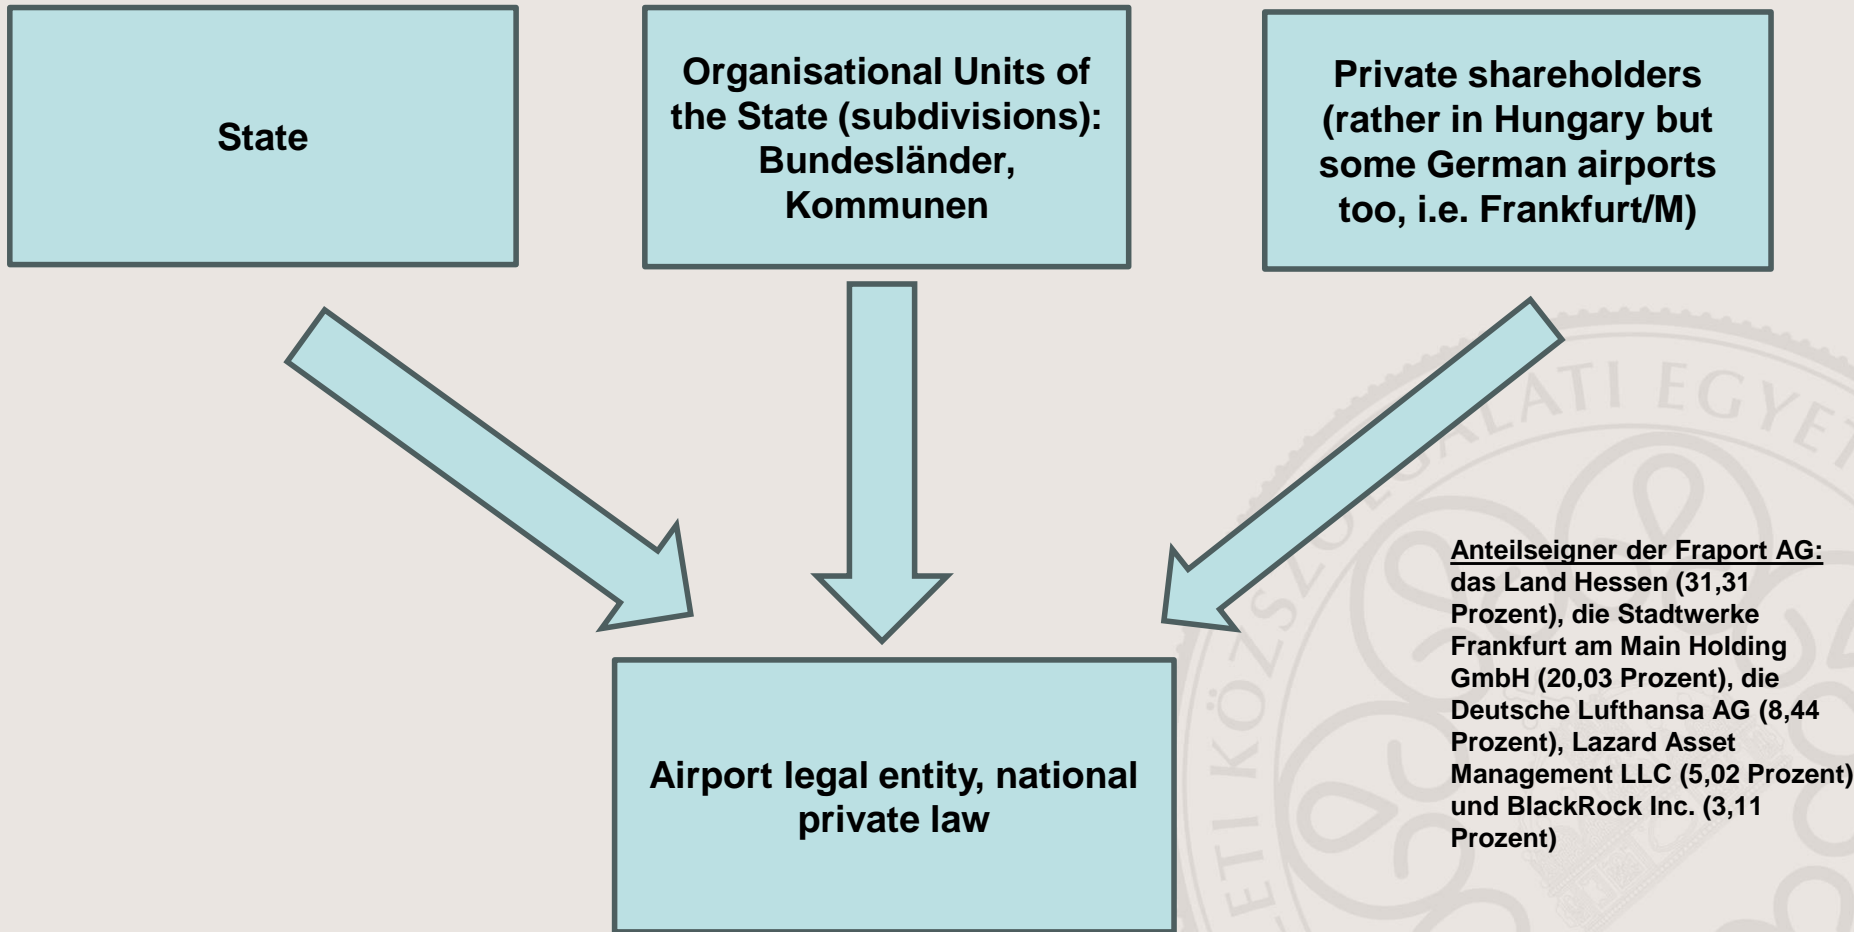 State
Organisational Units of
the State (subdivisions):
Bundesländer,
Kommunen
Private shareholders
(rather in Hungary but
some German airports
too, i.e. Frankfurt/M)
Airport legal entity, national
private law
Anteilseigner der Fraport AG:
das Land Hessen (31,31
Prozent), die Stadtwerke
Frankfurt am Main Holding
GmbH (20,03 Prozent), die
Deutsche Lufthansa AG (8,44
Prozent), Lazard Asset
Management LLC (5,02 Prozent)
und BlackRock Inc. (3,11
Prozent)